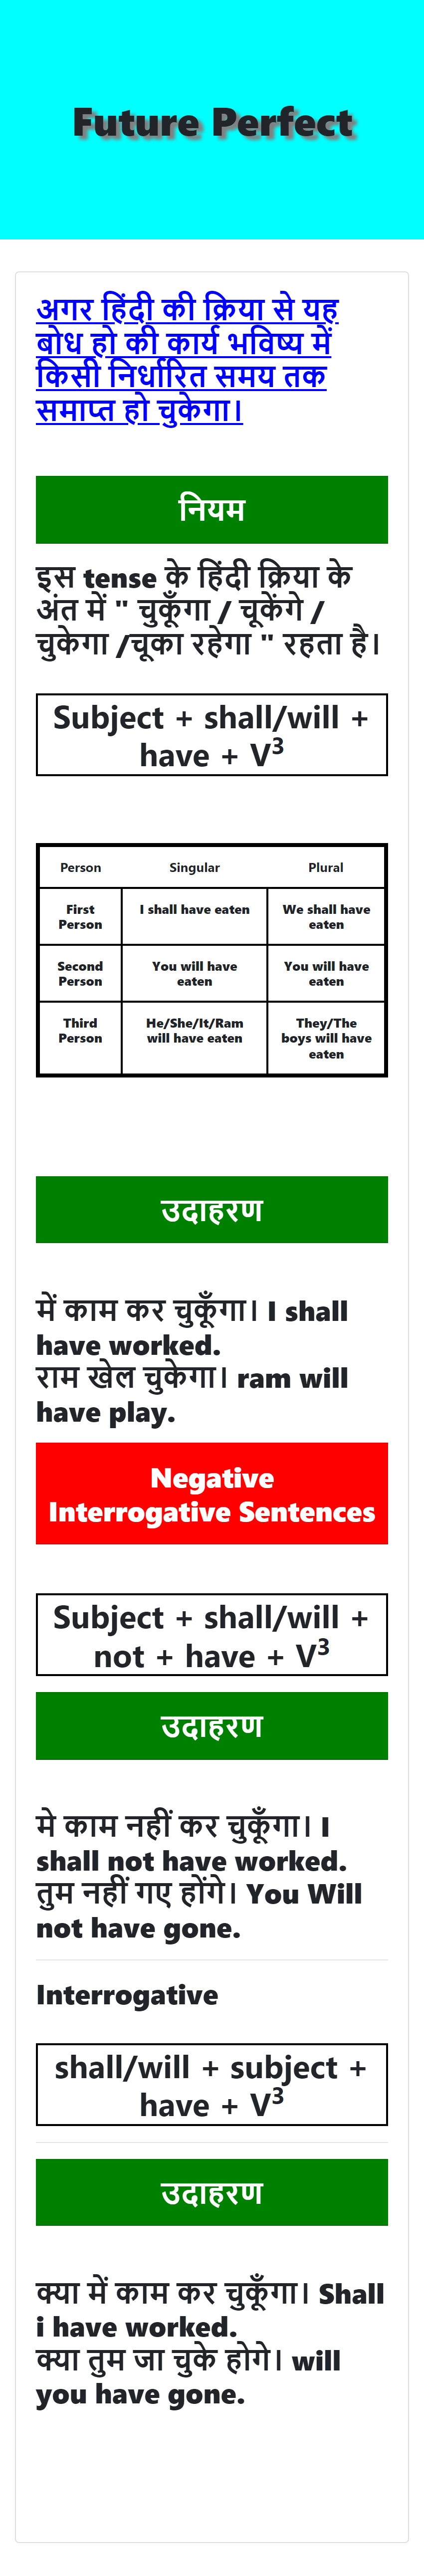 Future Perfect
अगर हिंदी की क्रिया से यह
बोध हो की कार्य भविष्य में
किसी निर्धारित समय तक
समाप्त हो चुकेगा।
नियम
इस tense के हिंदी क्रिया के
अंत में " चुकूँगा / चूकेंगे /
चुकेगा /चूका रहेगा " रहता है।
Subject + shall/will +
have + V³
Person Singular Plural
First
Person
I shall have eaten
We shall have
eaten
Second
Person
You will have
eaten
You will have
eaten
Third
Person
He/She/It/Ram
will have eaten
They/The
boys will have
eaten
उदाहरण
में काम कर चुकूँगा। I shall
have worked.
राम खेल चुकेगा। ram will
have play.
Negative
Interrogative Sentences
Subject + shall/will +
not + have + V³
उदाहरण
मे काम नहीं कर चुकूँगा। I
shall not have worked.
तुम नहीं गए होंगे। You Will
not have gone.
Interrogative
shall/will + subject +
have + V³
उदाहरण
क्या में काम कर चुकूँगा। Shall
i have worked.
क्या तुम जा चुके होगे। will
you have gone.